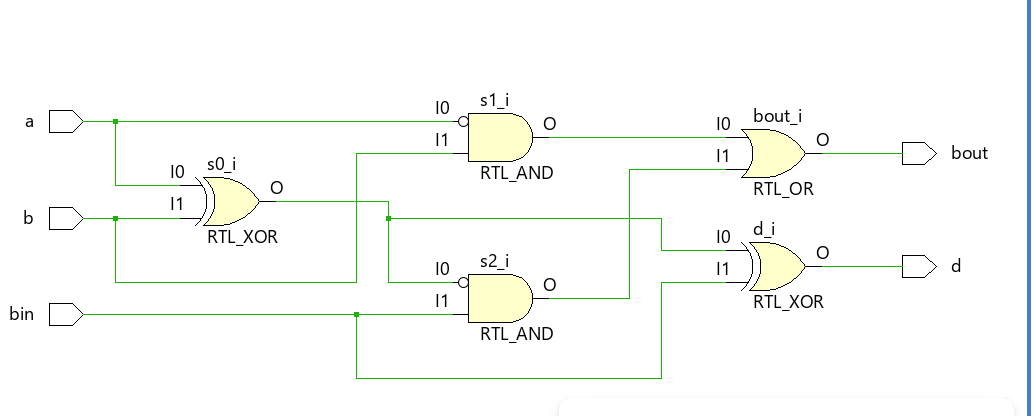 s1_i
I0
O
I1
RTL_AND
a
bout_i
I0
O
I1
RTL_OR
bout
s0_i
I0
O
I1
RTL_XOR
b
d_i
I0
O
I1
RTL_XOR
d
s2_i
I0
O
I1
RTL_AND
bin